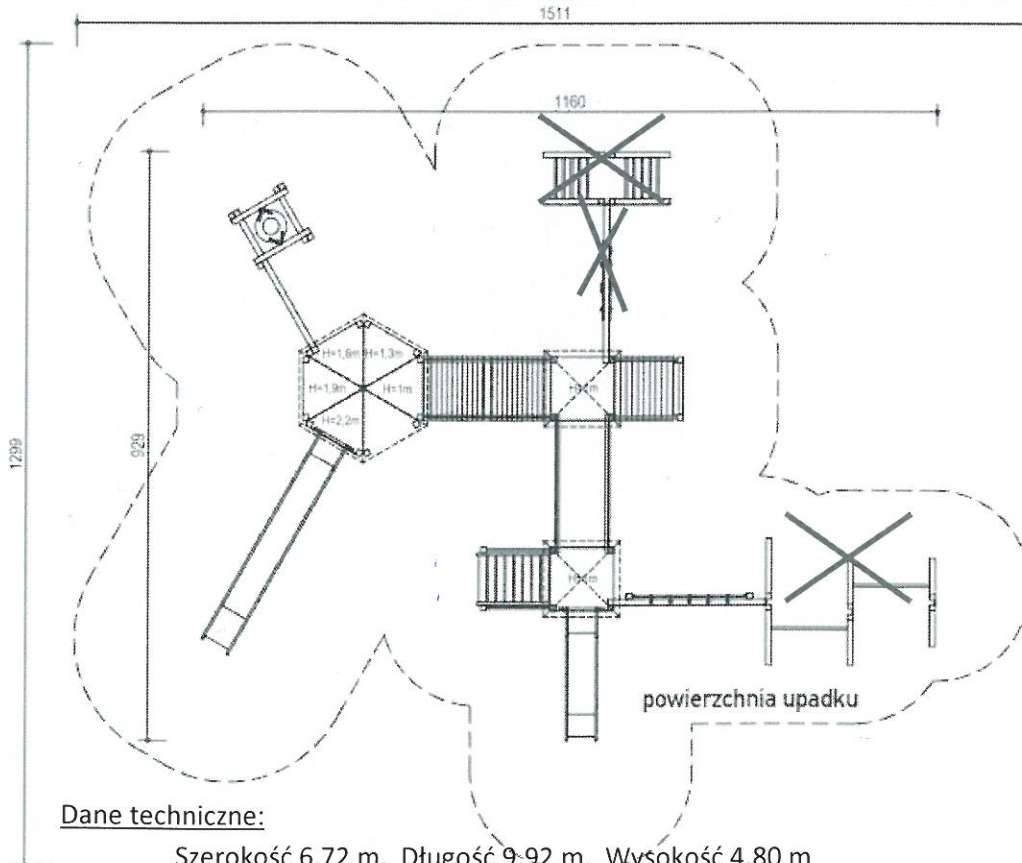 1511
1160
H=1,6m H=1,3m
H=1,9m H=1m
H=2,2m
929
1299
powierzchnia upadku
Dane techniczne:
Szerokość 6,72 m, Długość 9,92 m, Wysokość 4,80 m